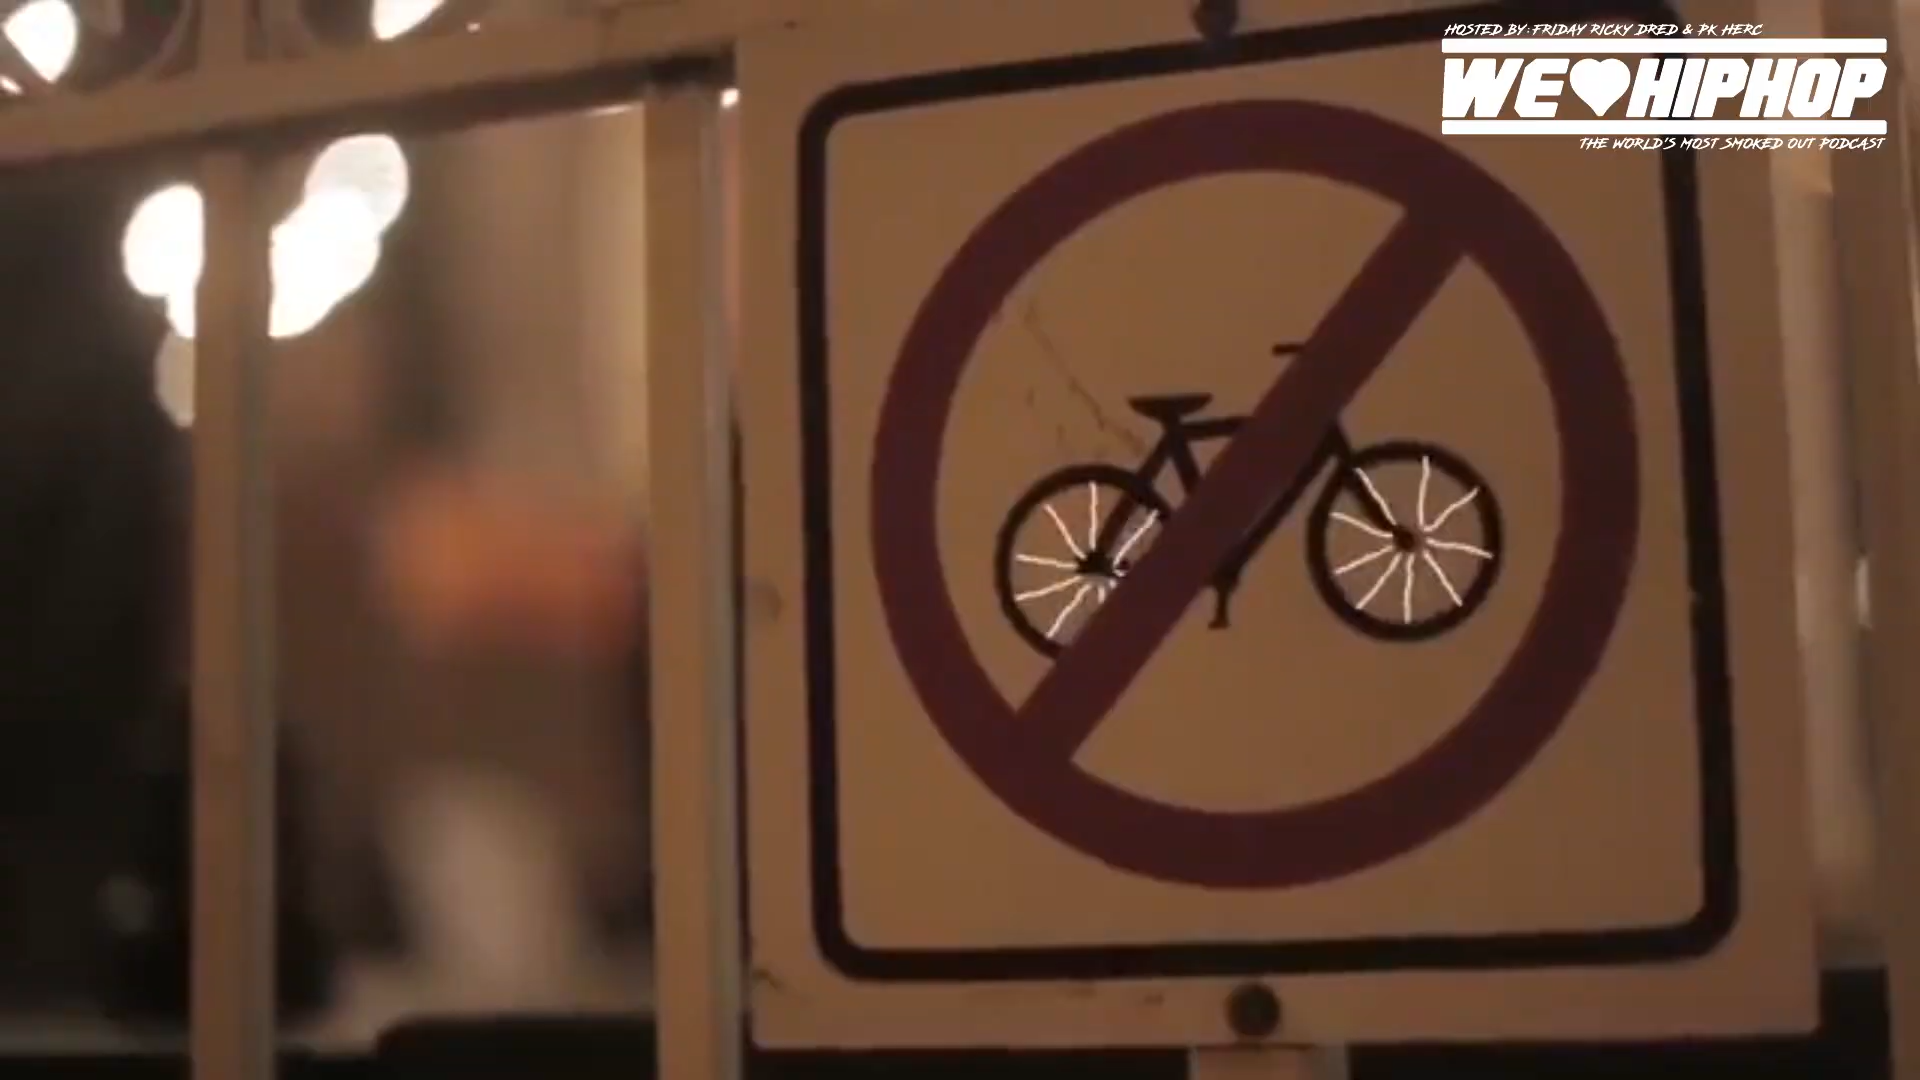 HOSTED BY: FRIDAY RICKY DRED & PK HERC
WE♥HIPHOP
THE WORLD'S MOST SMOKED OUT PODCAST